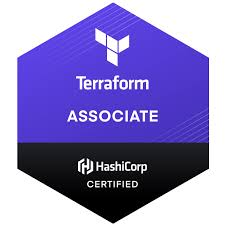 Terraform
ASSOCIATE
HashiCorp
CERTIFIED